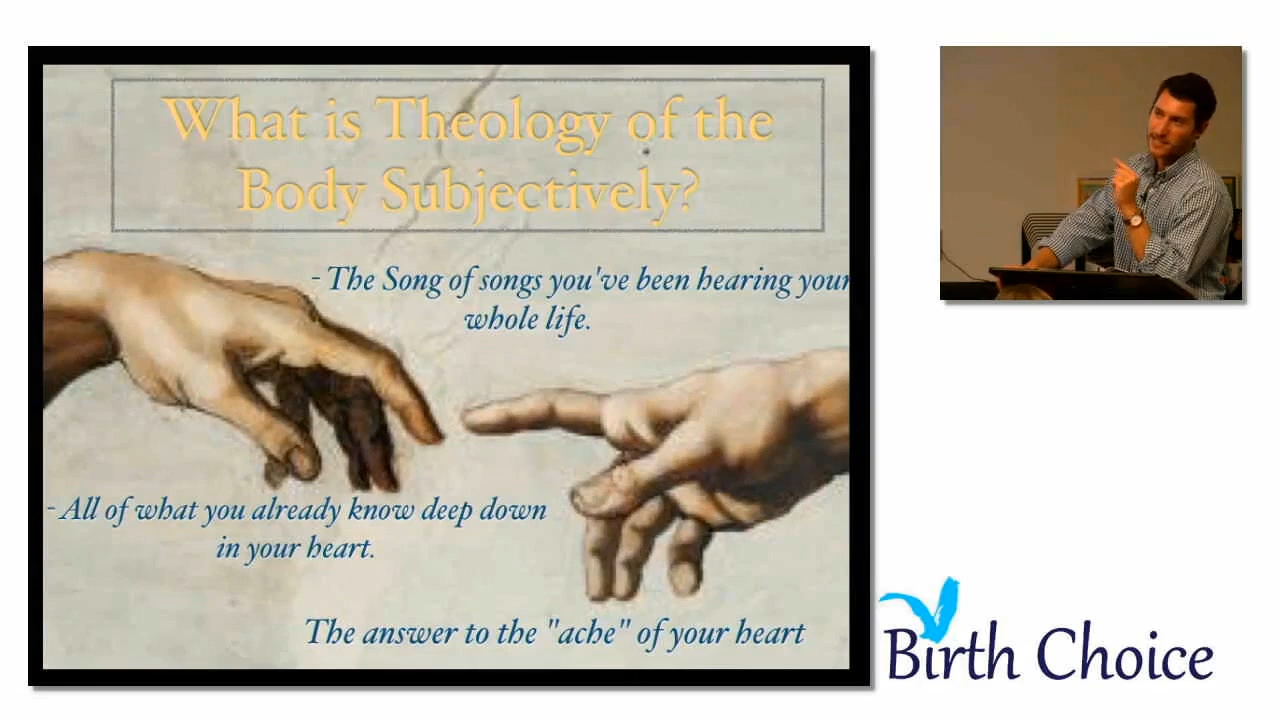 What is Theology of the
Body Subjectively?
- The Song of songs you've been hearing your
whole life.
- All of what you already know deep down
in your heart.
The answer to the "ache" of your heart
Birth Choice